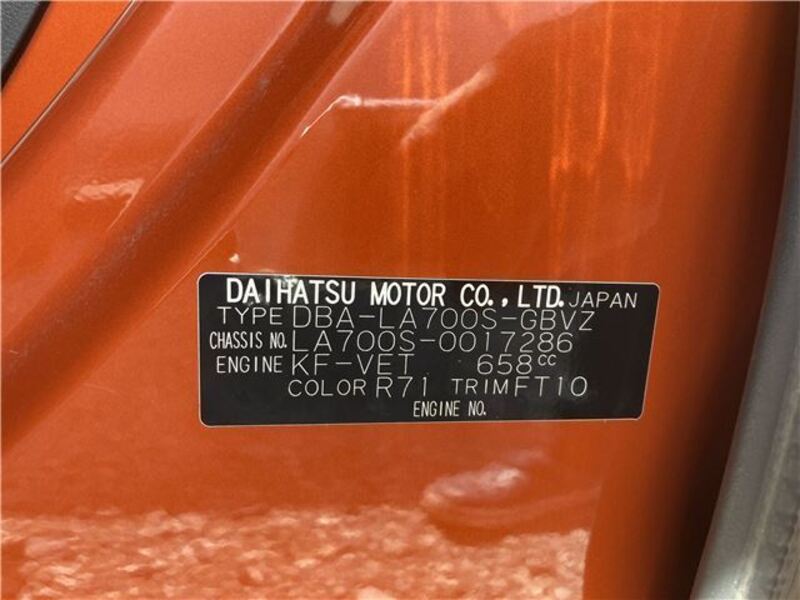 DAIHATSU MOTOR CO., LTD. JAPAN
TYPE DBA-LA700S-GBVZ
CHASSIS NO. LA700S-0017286
ENGINE KF-VET 658CC
COLOR R71 TRIM FT10
ENGINE NO.